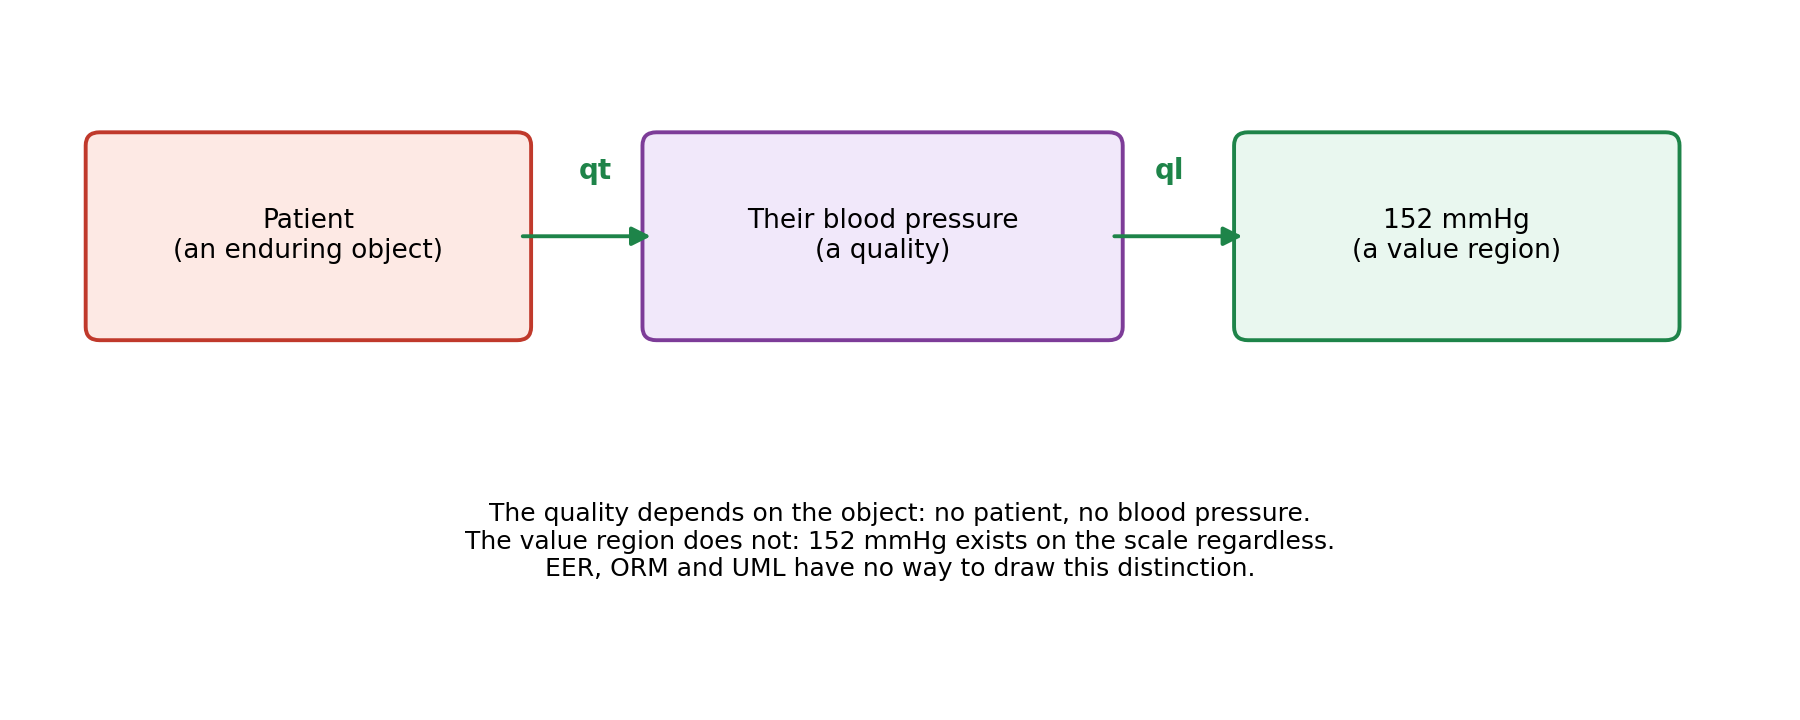 qt
ql
Patient
(an enduring object)
Their blood pressure
(a quality)
152 mmHg
(a value region)
The quality depends on the object: no patient, no blood pressure.
The value region does not: 152 mmHg exists on the scale regardless.
EER, ORM and UML have no way to draw this distinction.